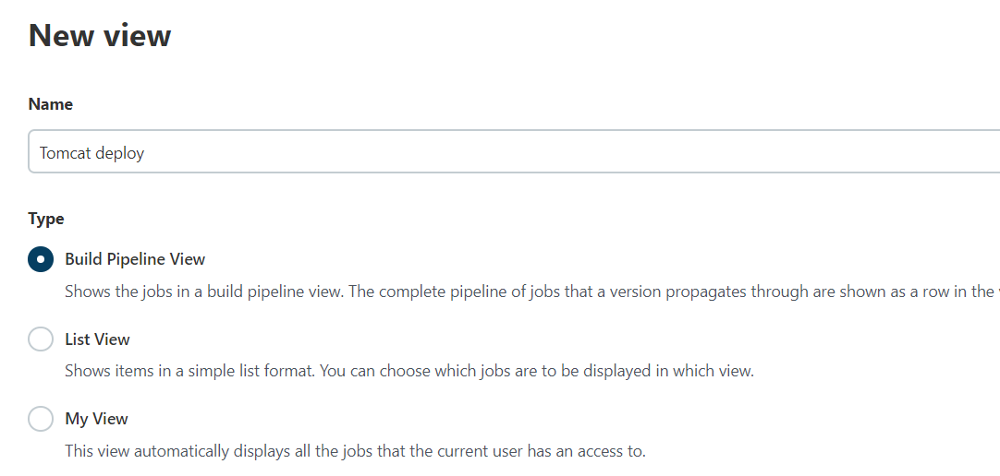 New view
Name
Tomcat deploy
Type
Build Pipeline View
Shows the jobs in a build pipeline view. The complete pipeline of jobs that a version propagates through are shown as a row in the
List View
Shows items in a simple list format. You can choose which jobs are to be displayed in which view.
My View
This view automatically displays all the jobs that the current user has an access to.